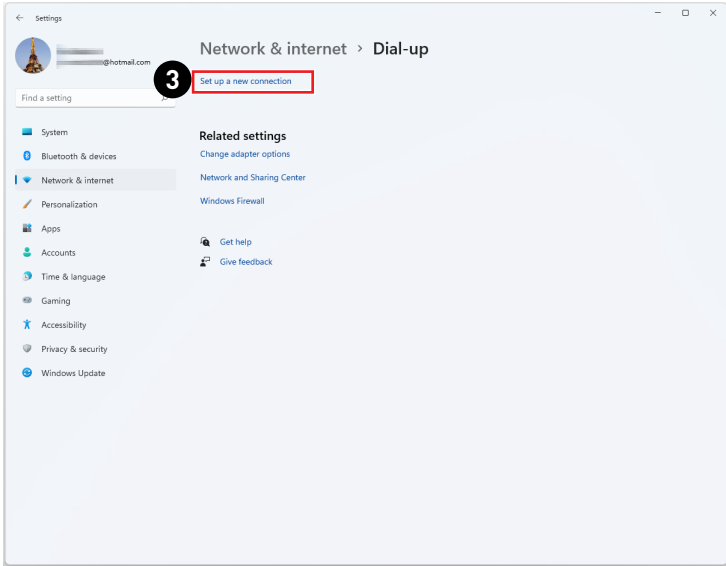 Settings
@hotmail.com
Find a setting
System
Bluetooth & devices
Network & internet
Personalization
Apps
Accounts
Time & language
Gaming
Accessibility
Privacy & security
Windows Update
Network & internet > Dial-up
3
Set up a new connection
Related settings
Change adapter options
Network and Sharing Center
Windows Firewall
Get help
Give feedback